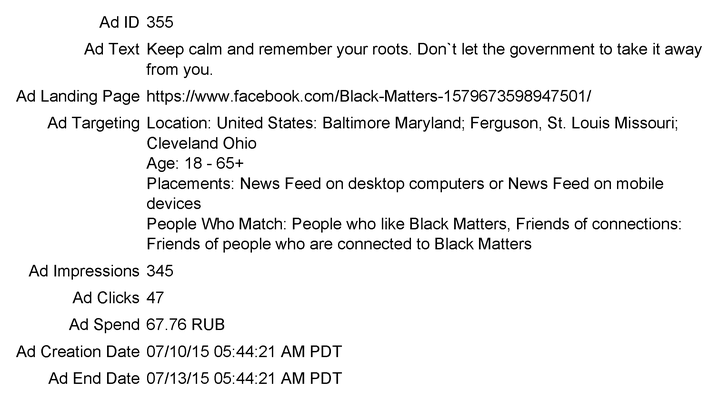 Ad ID 355
Ad Text Keep calm and remember your roots. Don`t let the government to take it away
from you.
Ad Landing Page https://www.facebook.com/Black-Matters-1579673598947501/
Ad Targeting Location: United States: Baltimore Maryland; Ferguson, St. Louis Missouri;
Cleveland Ohio
Age: 18 - 65+
Placements: News Feed on desktop computers or News Feed on mobile
devices
People Who Match: People who like Black Matters, Friends of connections:
Friends of people who are connected to Black Matters
Ad Impressions 345
Ad Clicks 47
Ad Spend 67.76 RUB
Ad Creation Date 07/10/15 05:44:21 AM PDT
Ad End Date 07/13/15 05:44:21 AM PDT